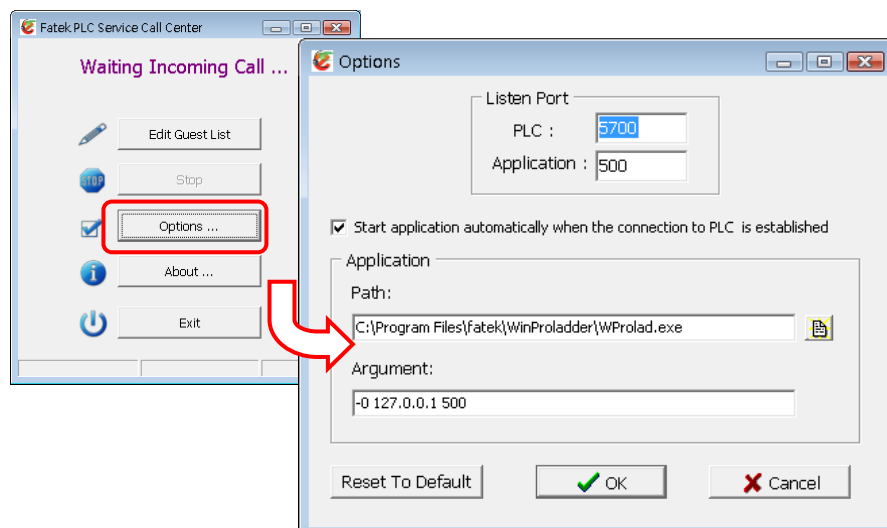 Fatek PLC Service Call Center
Waiting Incoming Call ...
Edit Guest List
STOP
Stop
Options ...
About ...
Exit
Options
Listen Port
PLC : 5700
Application : 500
Start application automatically when the connection to PLC is established
Application
Path:
C:\Program Files\fatek\WinProladder\WProlad.exe
Argument:
-0 127.0.0.1 500
Reset To Default
OK
Cancel